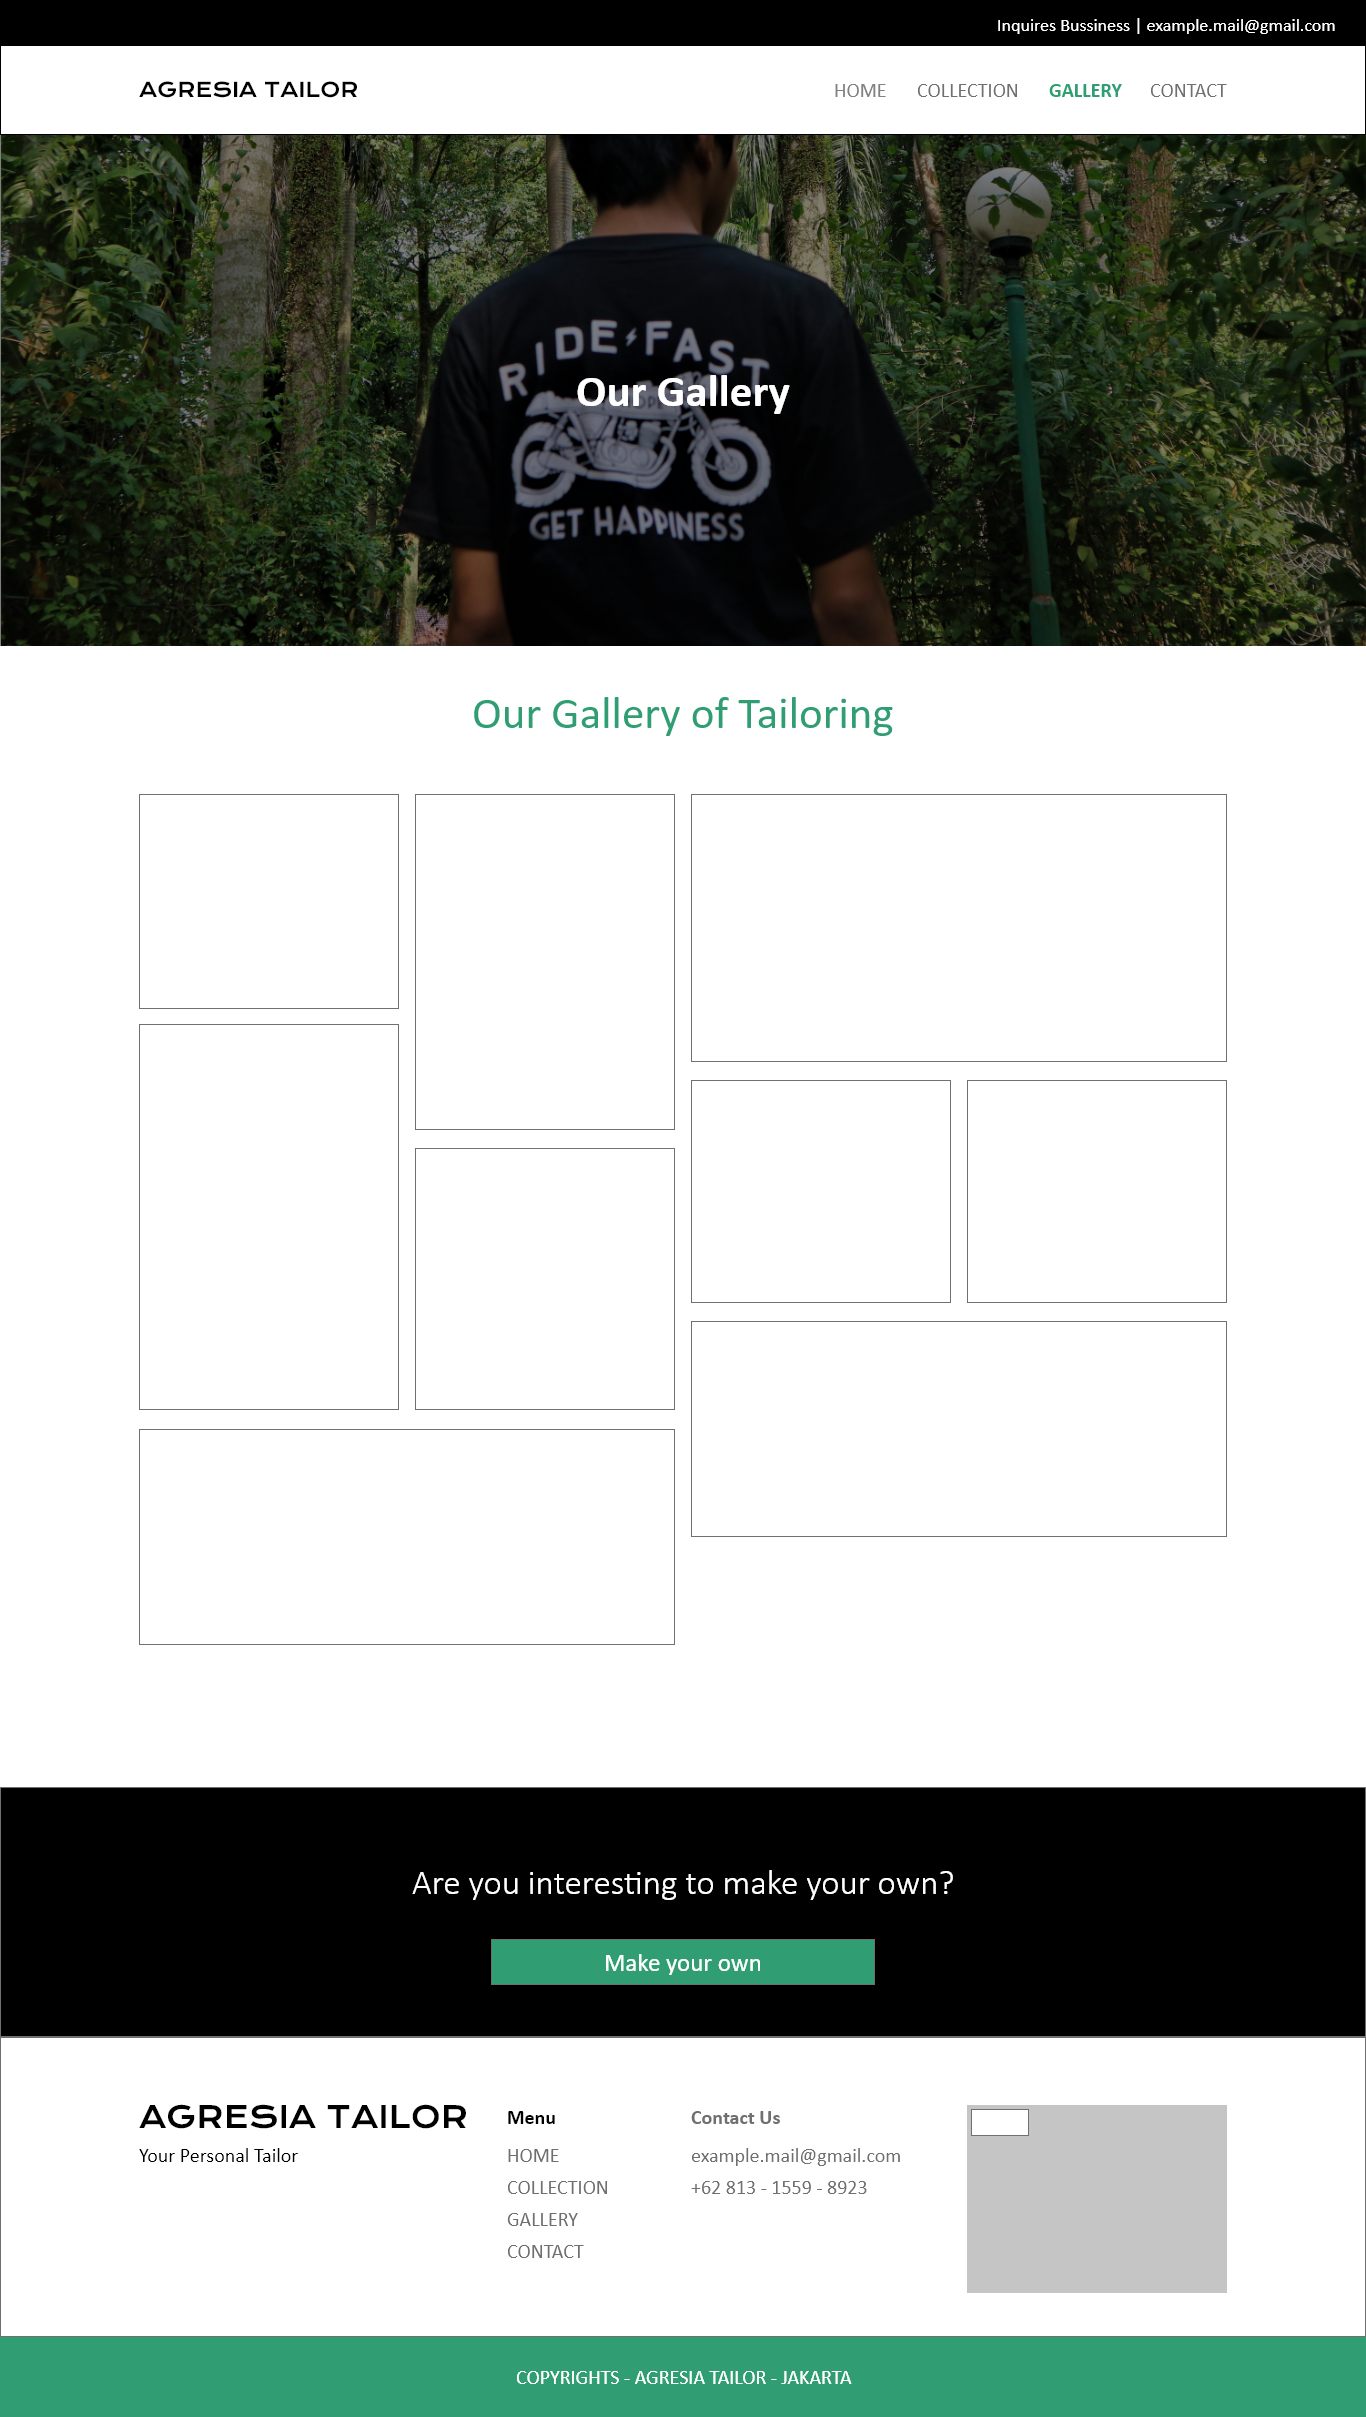 Inquires Bussiness | example.mail@gmail.com
AGRESIA TAILOR
HOME COLLECTION GALLERY CONTACT
RIDE FAST
Our Gallery
GET HAPPINESS
Our Gallery of Tailoring
Are you interesting to make your own?
Make your own
AGRESIA TAILOR
Your Personal Tailor
Menu
HOME
COLLECTION
GALLERY
CONTACT
Contact Us
example.mail@gmail.com
+62 813 - 1559 - 8923
COPYRIGHTS - AGRESIA TAILOR - JAKARTA